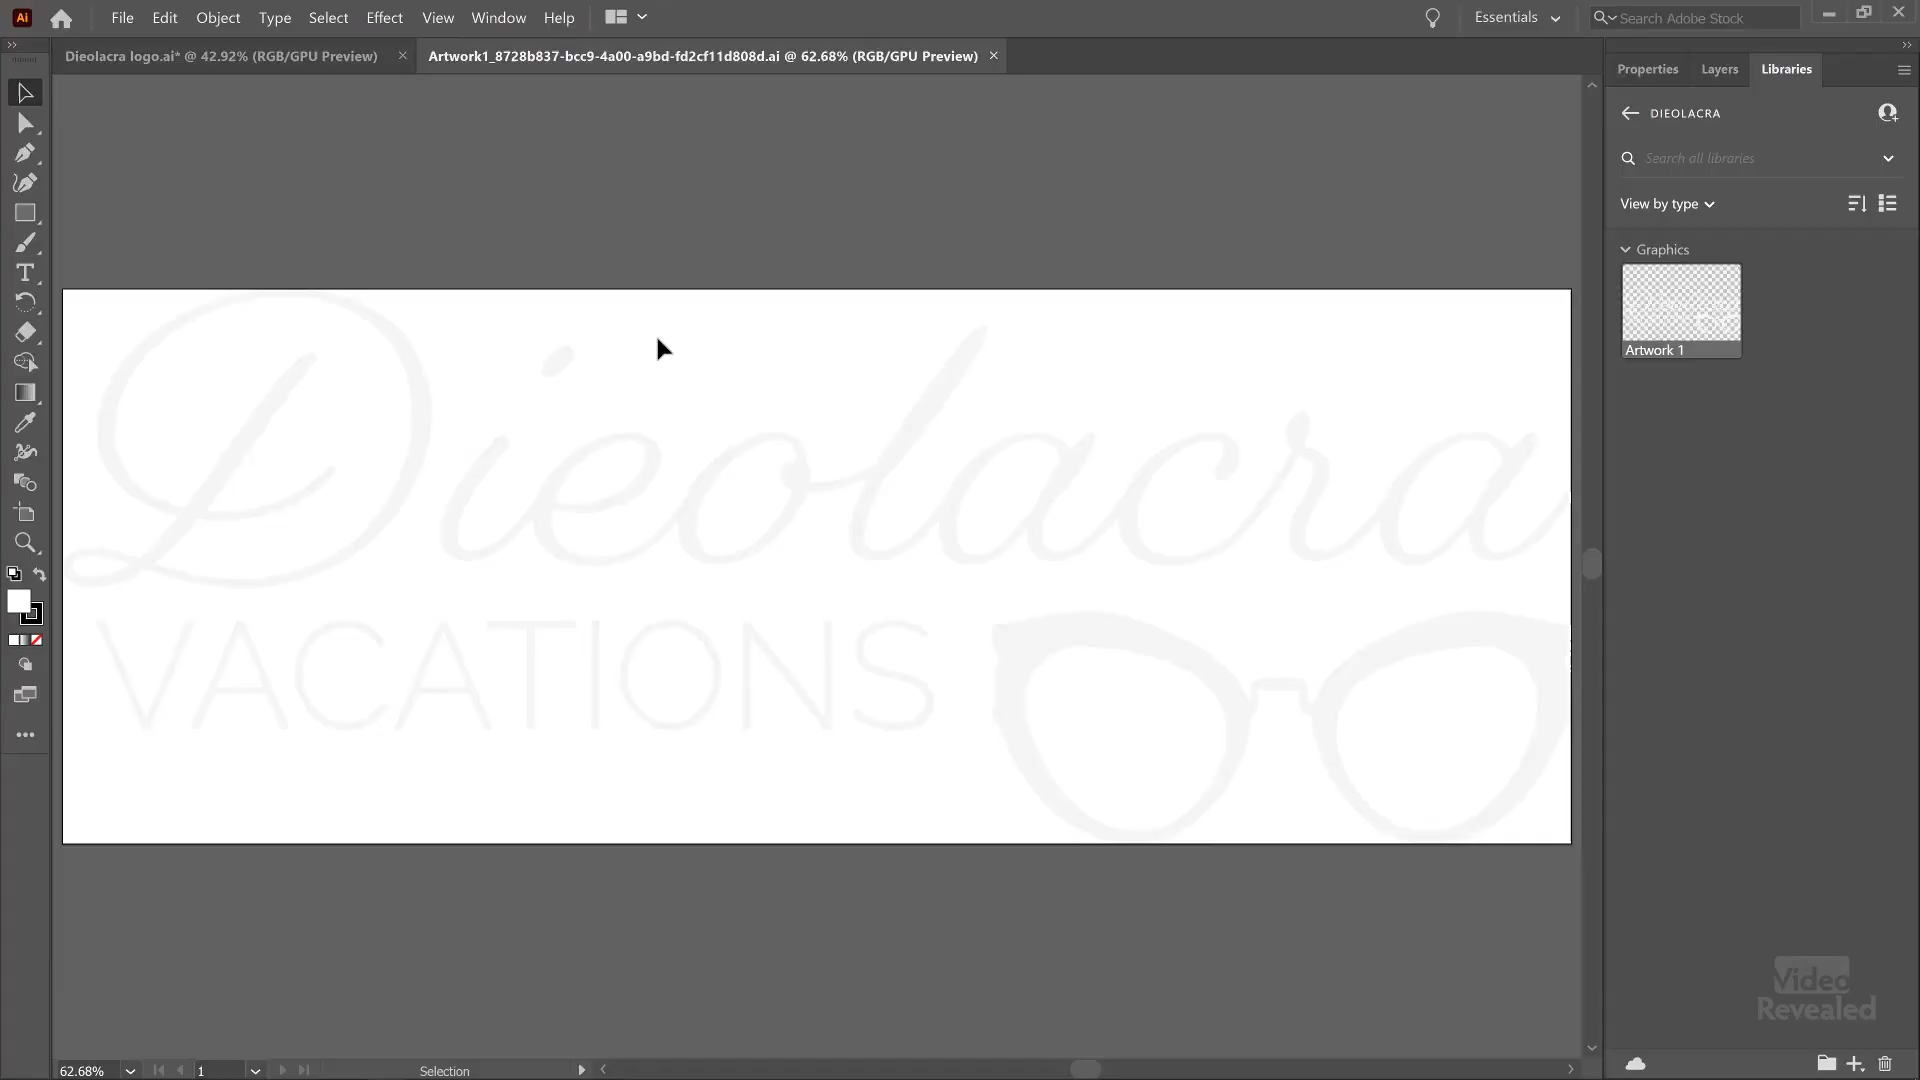 Ai File Edit Object Type Select Effect View Window Help Essentials Search Adobe Stock
Dieolacra logo.ai* @ 42.92% (RGB/GPU Preview) Artwork1_8728b837-bcc9-4a00-a9bd-fd2cf11d808d.ai @ 62.68% (RGB/GPU Preview)
Properties Layers Libraries
DIEOLACRA
Search all libraries
View by type
Graphics
Artwork 1
Dieolacra
VACATIONS
Video
Revealed
62.68% 1 Selection